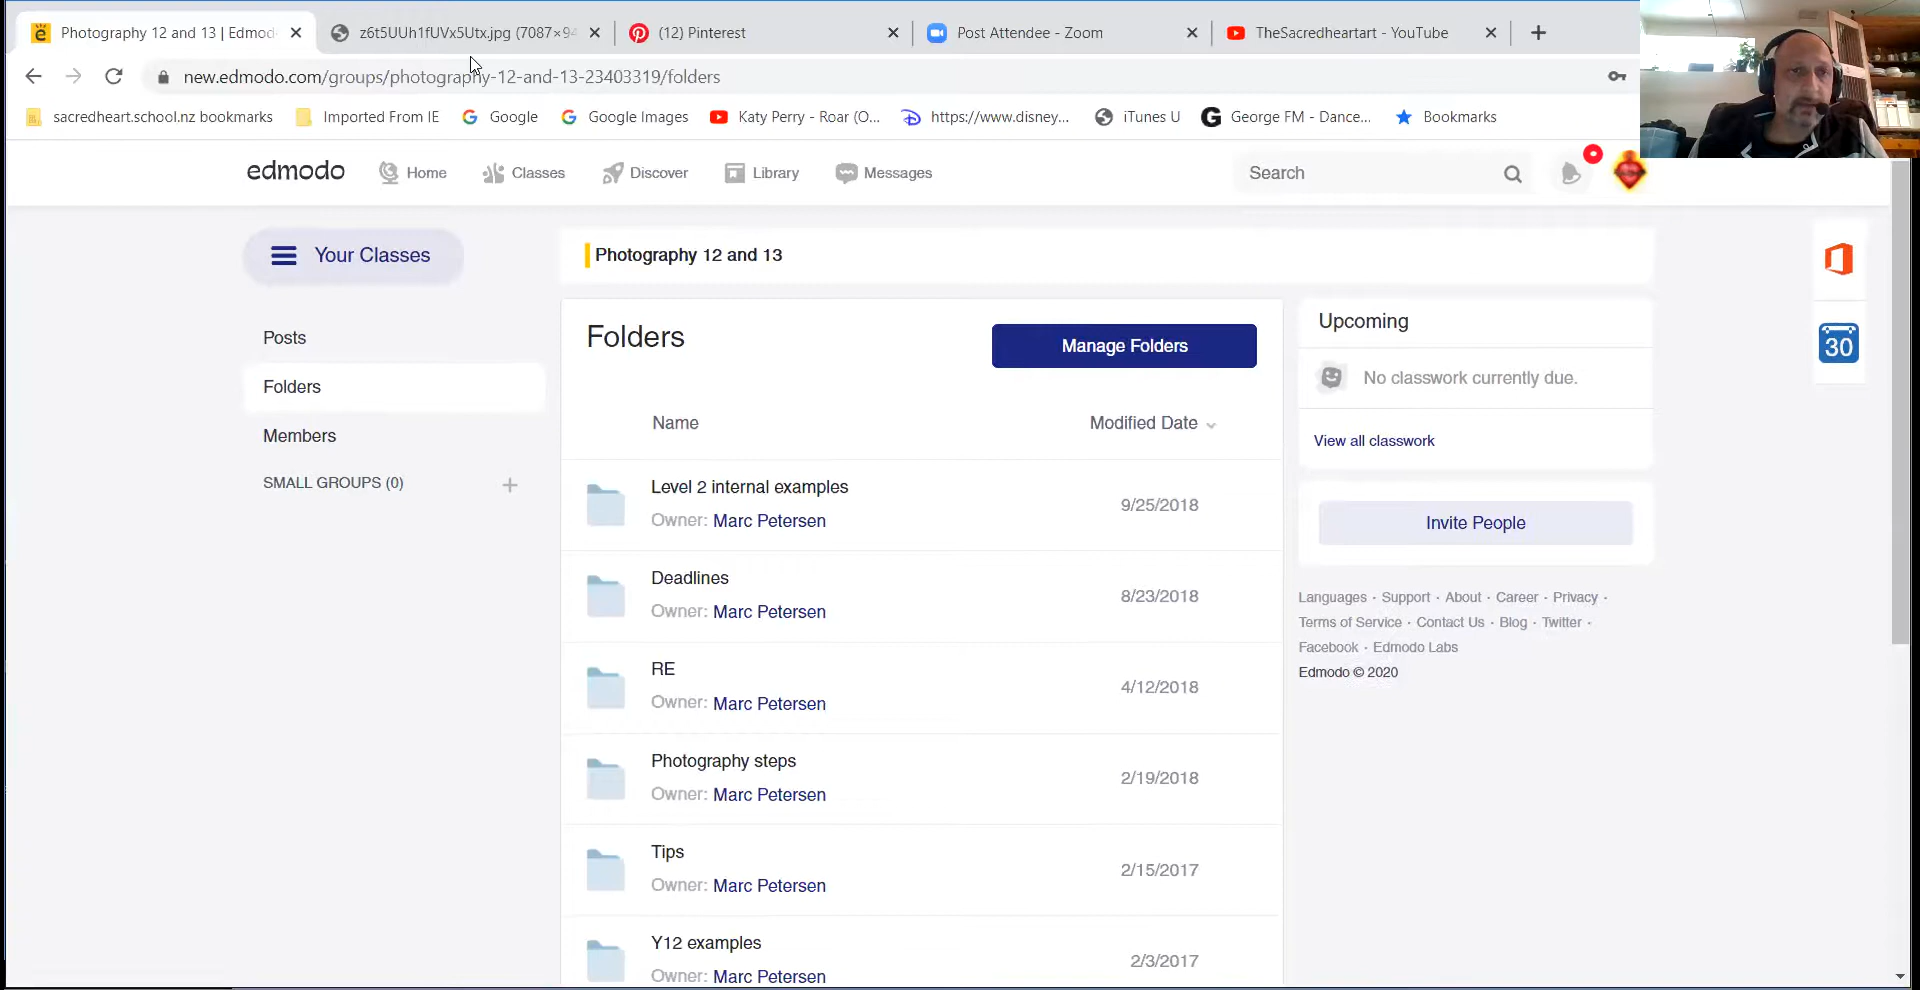 Photography 12 and 13 | Edmod
z6t5UUh1fUVx5Utx.jpg (7087×94
(12) Pinterest
Post Attendee - Zoom
TheSacredheartart - YouTube
new.edmodo.com/groups/photography-12-and-13-23403319/folders
sacredheart.school.nz bookmarks
Imported From IE
Google
Google Images
Katy Perry - Roar (O...
https://www.disney...
iTunes U
George FM - Dance...
Bookmarks
edmodo
Home
Classes
Discover
Library
Messages
Search
Your Classes
Posts
Folders
Members
SMALL GROUPS (0)
Photography 12 and 13
Folders
Manage Folders
Name
Modified Date
Level 2 internal examples
Owner: Marc Petersen
9/25/2018
Deadlines
Owner: Marc Petersen
8/23/2018
RE
Owner: Marc Petersen
4/12/2018
Photography steps
Owner: Marc Petersen
2/19/2018
Tips
Owner: Marc Petersen
2/15/2017
Y12 examples
Owner: Marc Petersen
2/3/2017
Upcoming
No classwork currently due.
View all classwork
Invite People
Languages · Support · About · Career · Privacy ·
Terms of Service · Contact Us · Blog · Twitter ·
Facebook · Edmodo Labs
Edmodo © 2020
30